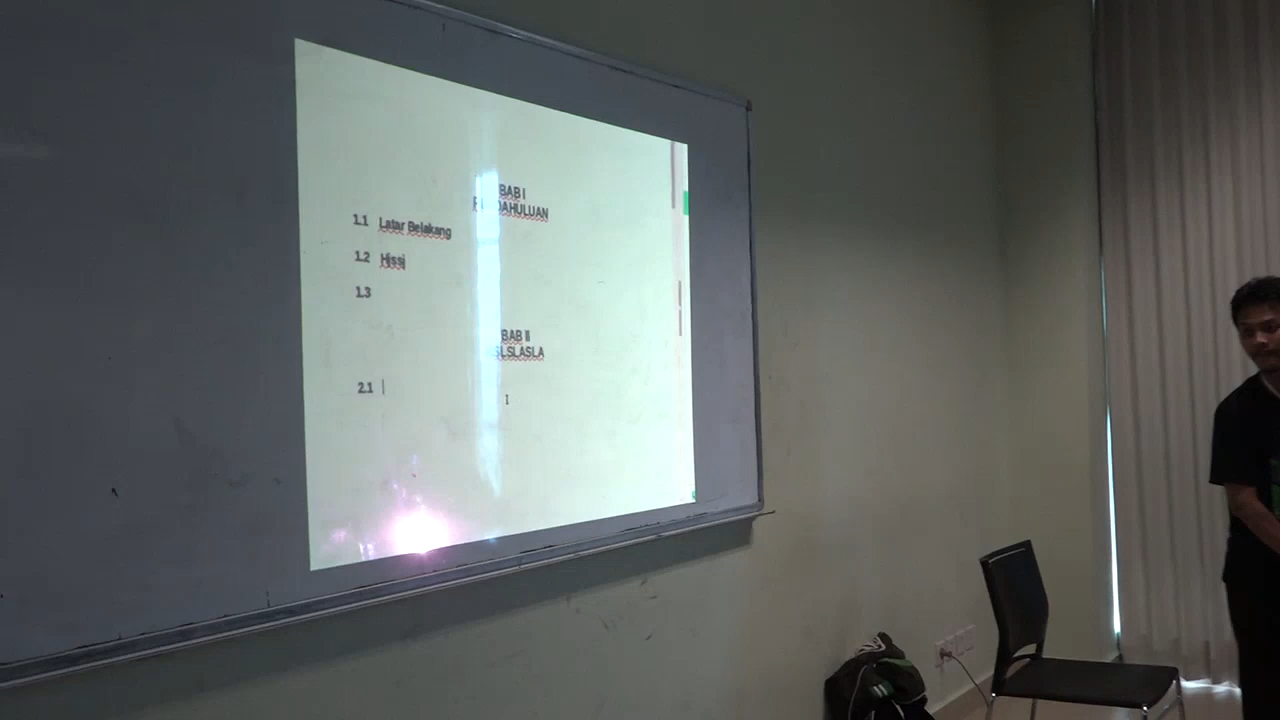 BAB I
PENDAHULUAN
1.1 Latar Belakang
1.2 Hissi
1.3
BAB II
SLSLASLA
2.1